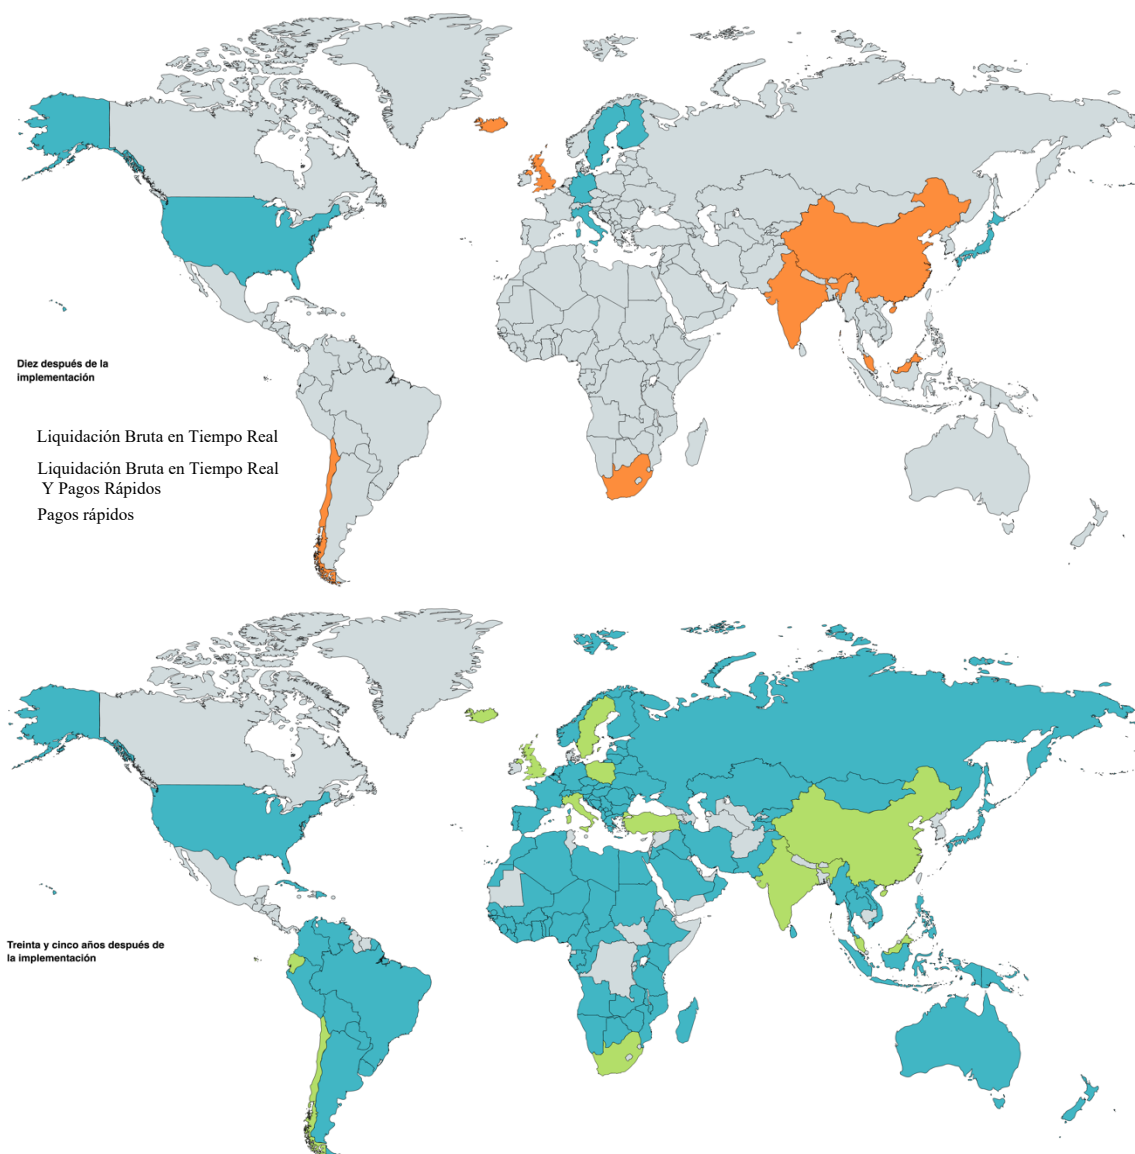 Diez después de la
implementación
Liquidación Bruta en Tiempo Real
Liquidación Bruta en Tiempo Real
Y Pagos Rápidos
Pagos rápidos
Treinta y cinco años después de
la implementación